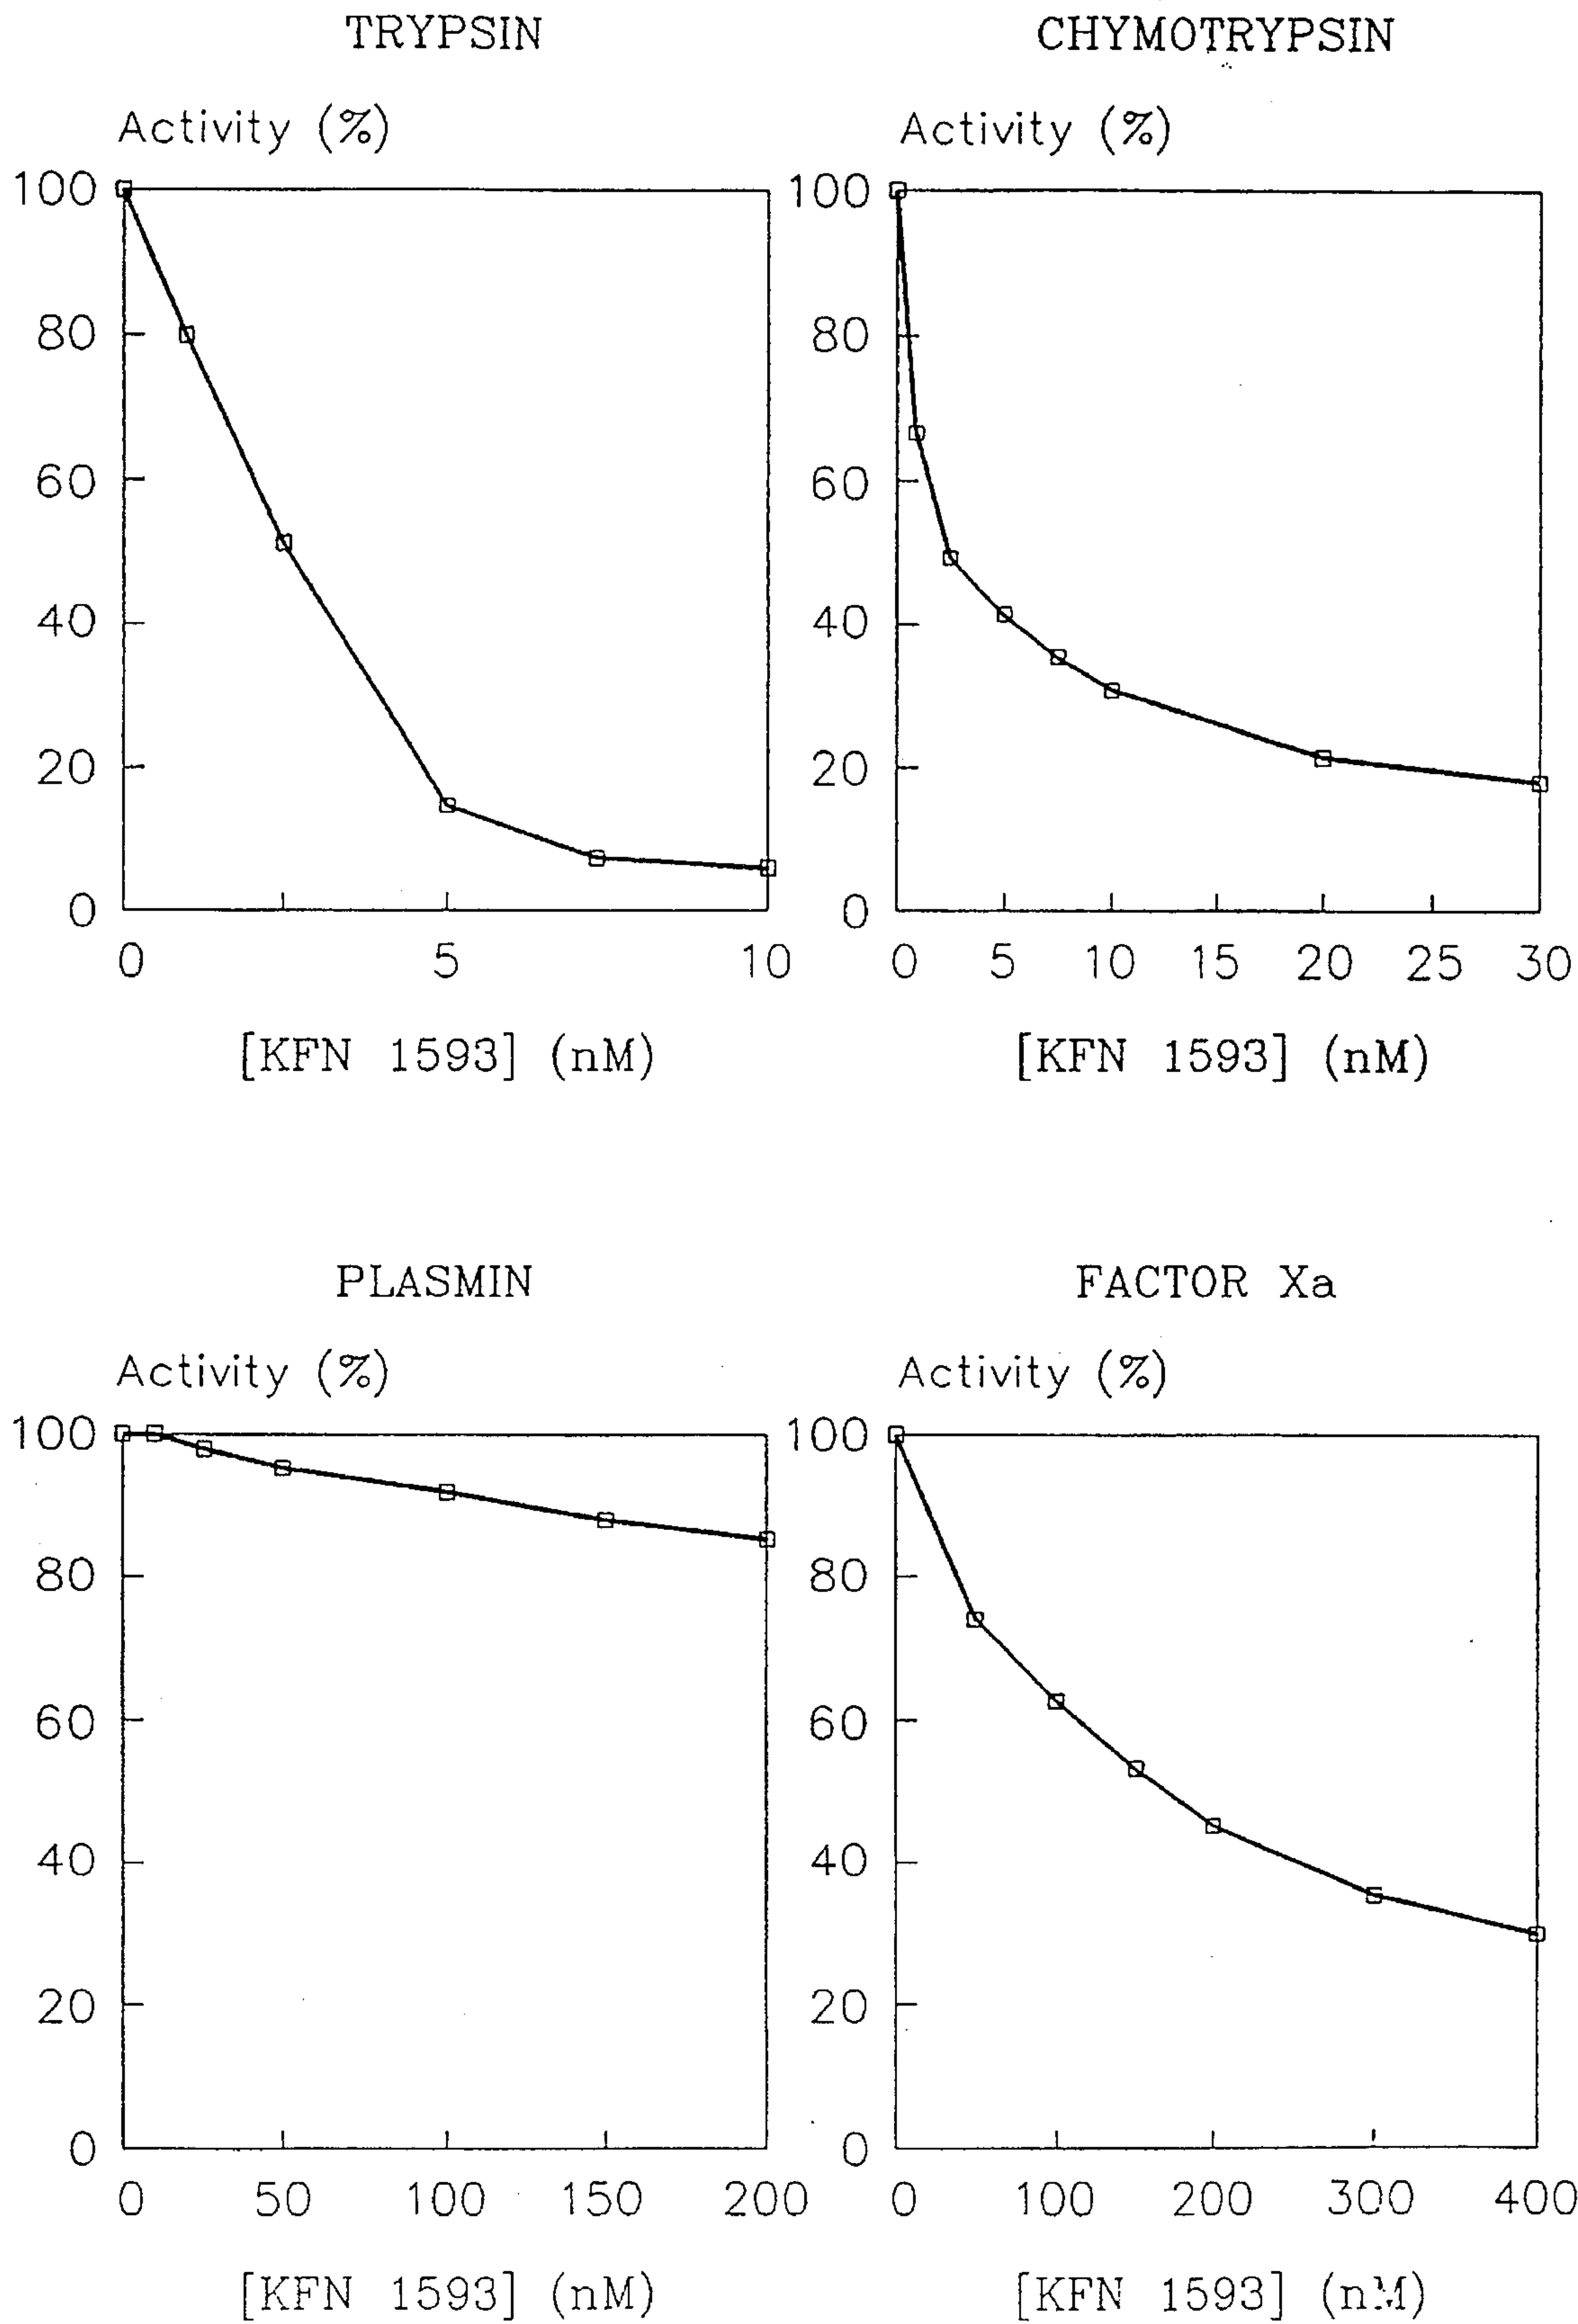 TRYPSIN
Activity (%)
100
80
60
40
20
0
0 5 10
[KFN 1593] (nM)
CHYMOTRYPSIN
Activity (%)
100
80
60
40
20
0
0 5 10 15 20 25 30
[KFN 1593] (nM)
PLASMIN
Activity (%)
100
80
60
40
20
0
0 50 100 150 200
[KFN 1593] (nM)
FACTOR Xa
Activity (%)
100
80
60
40
20
0
0 100 200 300 400
[KFN 1593] (nM)